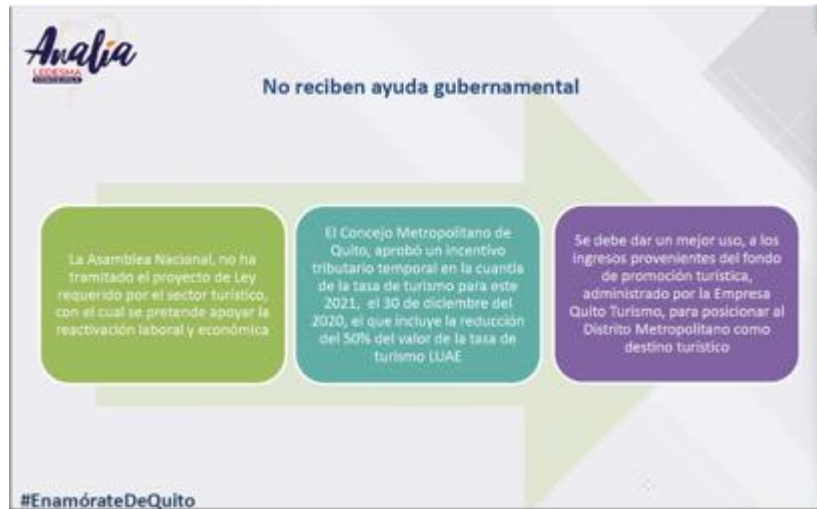 Analía
LEDESMA
No reciben ayuda gubernamental
La Asamblea Nacional, no ha
tramitado el proyecto de Ley
requerido por el sector turístico,
con el cual se pretende apoyar la
reactivación laboral y económica
El Concejo Metropolitano de
Quito, aprobó un incentivo
tributario temporal en la cuantía
de la tasa de turismo para este
2021, el 30 de diciembre del
2020, el que incluye la reducción
del 50% del valor de la tasa de
turismo LUAE
Se debe dar un mejor uso, a los
ingresos provenientes del fondo
de promoción turística,
administrado por la Empresa
Quito Turismo, para posicionar al
Distrito Metropolitano como
destino turístico
#EnamórateDeQuito